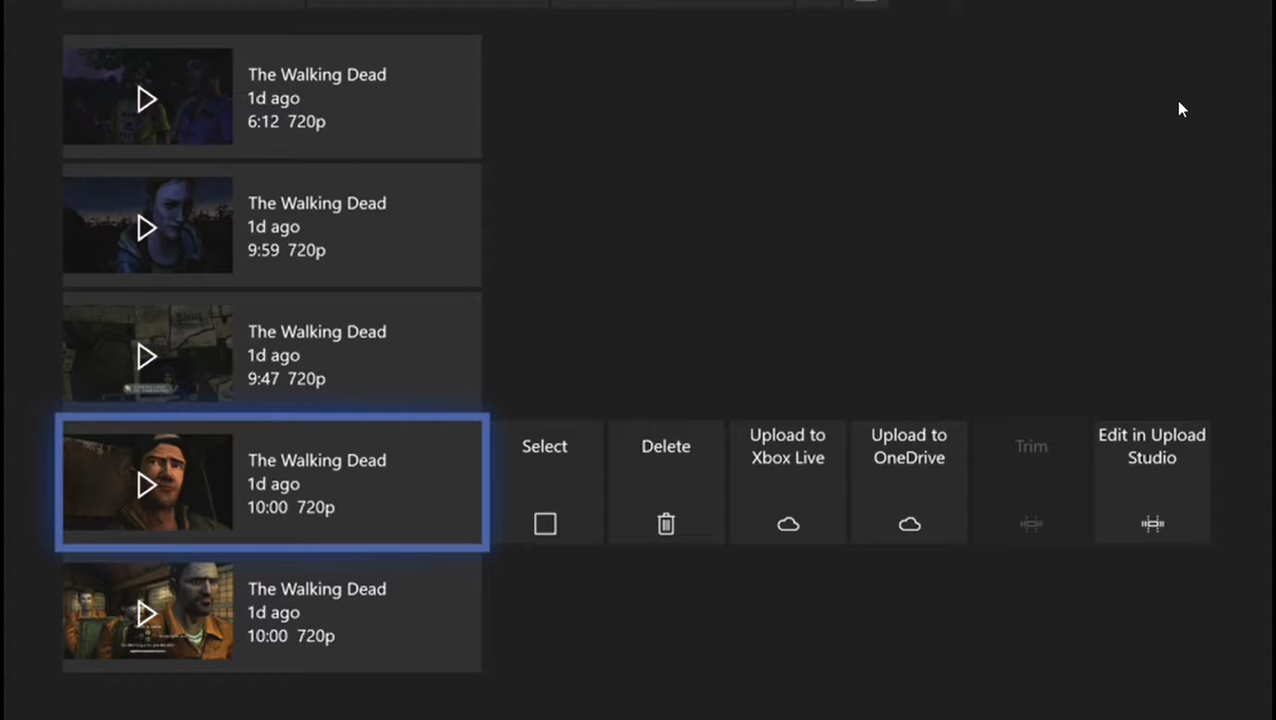 The Walking Dead
1d ago
6:12 720p
The Walking Dead
1d ago
9:59 720p
The Walking Dead
1d ago
9:47 720p
The Walking Dead
1d ago
10:00 720p
Select
Delete
Upload to
Xbox Live
Upload to
OneDrive
Trim
Edit in Upload
Studio
The Walking Dead
1d ago
10:00 720p